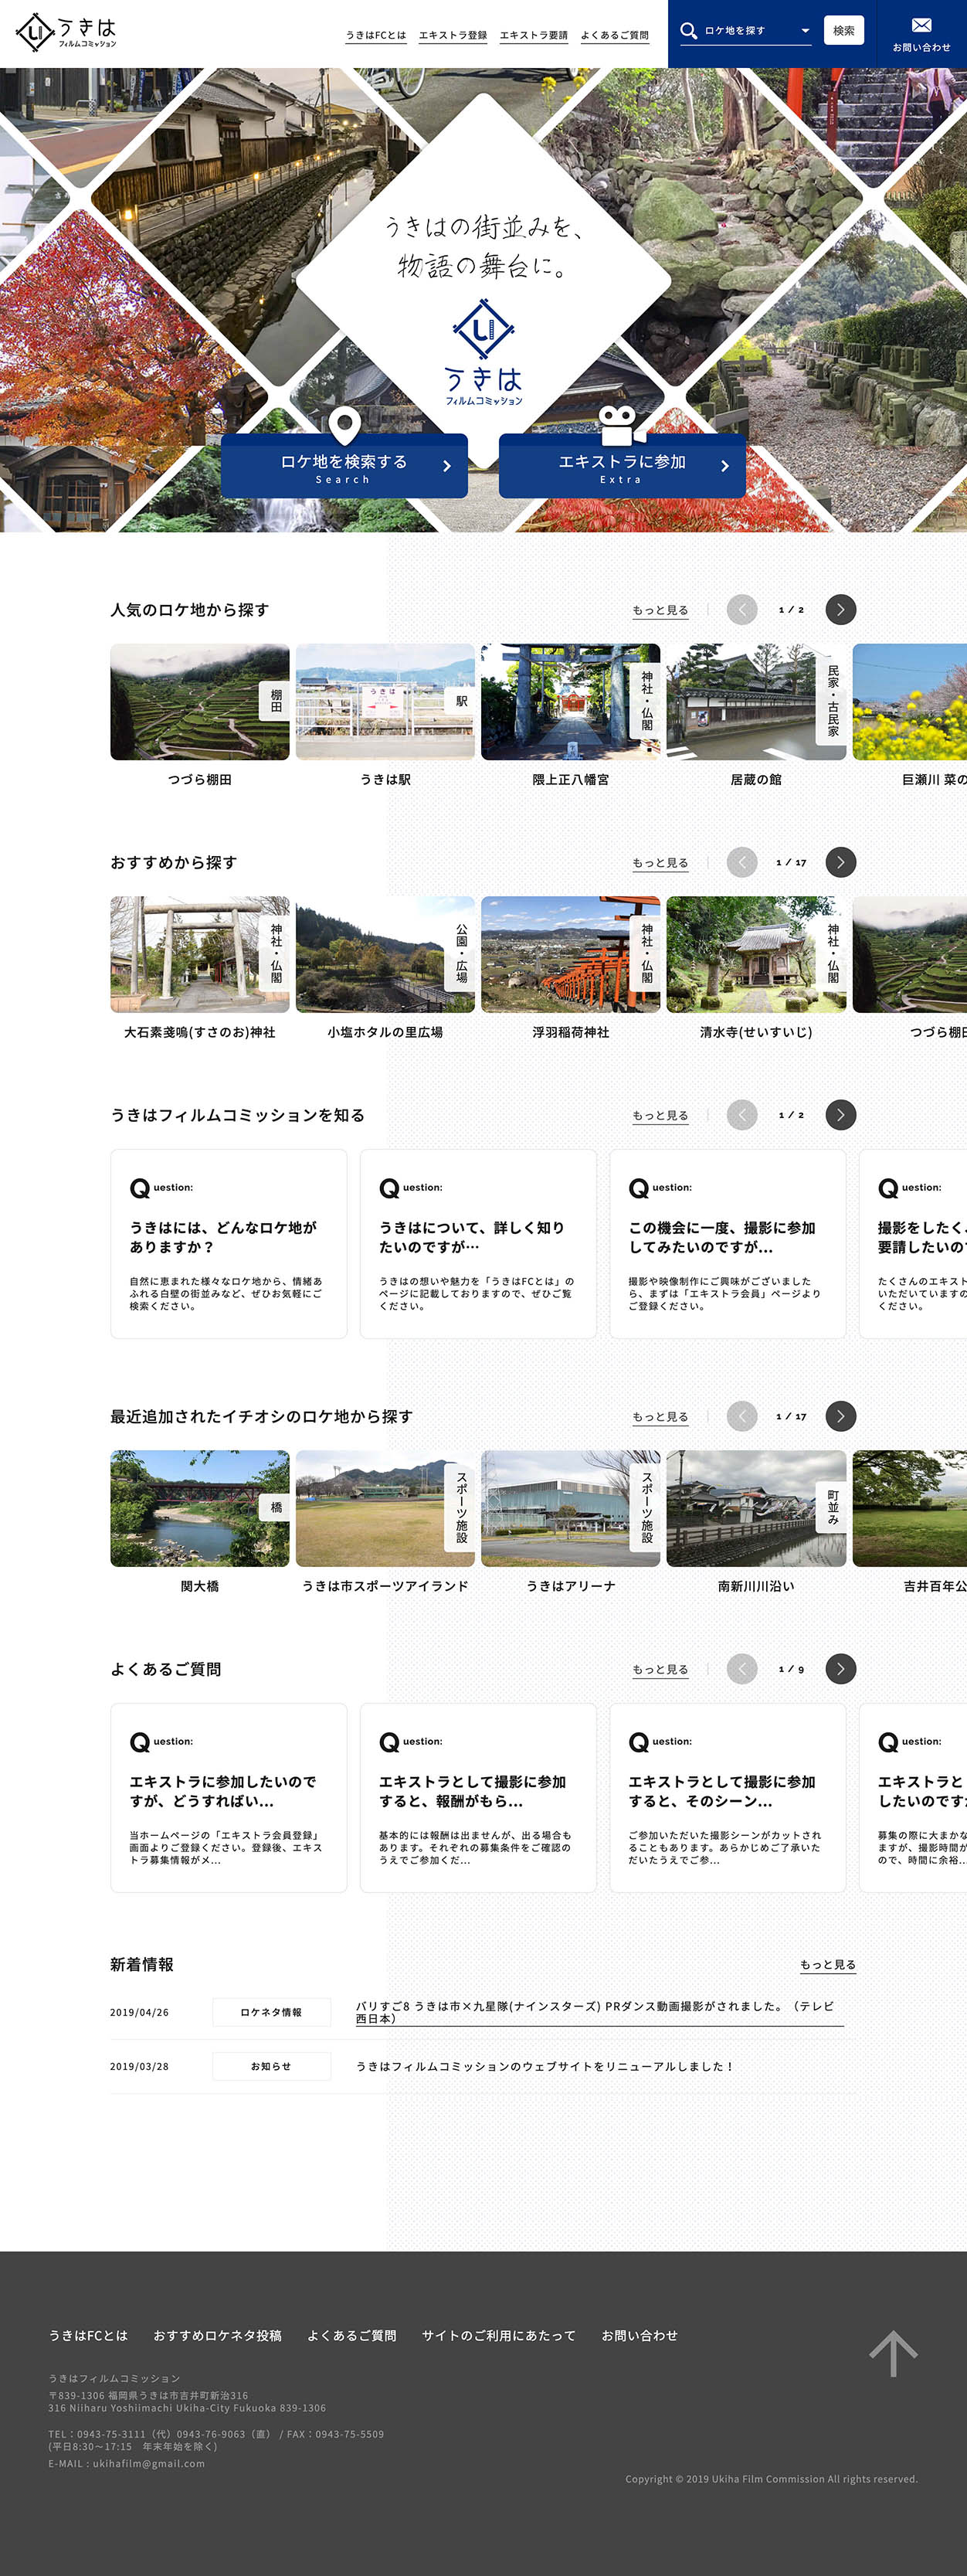 うきは
フィルムコミッション
うきはFCとは
エキストラ登録
エキストラ要請
よくあるご質問
ロケ地を探す
検索
お問い合わせ
うきはの街並みを、
物語の舞台に。
うきは
フィルムコミッション
ロケ地を検索する
Search
エキストラに参加
Extra
人気のロケ地から探す
もっと見る
1 / 2
棚田
駅
神社・仏閣
民家・古民家
つづら棚田
うきは駅
隈上正八幡宮
居蔵の館
巨瀬川 菜の
おすすめから探す
もっと見る
1 / 17
神社・仏閣
公園・広場
神社・仏閣
神社・仏閣
大石素戔鳴(すさのお)神社
小塩ホタルの里広場
浮羽稲荷神社
清水寺(せいすいじ)
つづら棚田
うきはフィルムコミッションを知る
もっと見る
1 / 2
Question:
うきはには、どんなロケ地が
ありますか？
自然に恵まれた様々なロケ地から、情緒あ
ふれる白壁の街並みなど、ぜひお気軽にご
検索ください。
Question:
うきはについて、詳しく知り
たいのですが…
うきはの想いや魅力を「うきはFCとは」の
ページに記載しておりますので、ぜひご覧
ください。
Question:
この機会に一度、撮影に参加
してみたいのですが...
撮影や映像制作にご興味がございました
ら、まずは「エキストラ会員」ページより
ご登録ください。
Question:
撮影をしたく、
要請したいので
たくさんのエキスト
いただいていますの
ください。
最近追加されたイチオシのロケ地から探す
もっと見る
1 / 17
橋
スポーツ施設
スポーツ施設
町並み
関大橋
うきは市スポーツアイランド
うきはアリーナ
南新川川沿い
吉井百年公
よくあるご質問
もっと見る
1 / 9
Question:
エキストラに参加したいので
すが、どうすればい...
当ホームページの「エキストラ会員登録」
画面よりご登録ください。登録後、エキス
トラ募集情報がメ...
Question:
エキストラとして撮影に参加
すると、報酬がもら...
基本的には報酬は出ませんが、出る場合も
あります。それぞれの募集条件をご確認の
うえでご参加くだ...
Question:
エキストラとして撮影に参加
すると、そのシーン...
ご参加いただいた撮影シーンがカットされ
ることもあります。あらかじめご了承いた
だいたうえでご参...
Question:
エキストラと
したいのですが
募集の際に大まかな
ますが、撮影時間が
ので、時間に余裕...
新着情報
もっと見る
2019/04/26
ロケネタ情報
バリすご8 うきは市×九星隊(ナインスターズ) PRダンス動画撮影がされました。（テレビ
西日本）
2019/03/28
お知らせ
うきはフィルムコミッションのウェブサイトをリニューアルしました！
うきはFCとは
おすすめロケネタ投稿
よくあるご質問
サイトのご利用にあたって
お問い合わせ
うきはフィルムコミッション
〒839-1306 福岡県うきは市吉井町新治316
316 Niiharu Yoshiimachi Ukiha-City Fukuoka 839-1306
TEL：0943-75-3111（代）0943-76-9063（直） / FAX：0943-75-5509
(平日8:30～17:15　年末年始を除く)
E-MAIL : ukihafilm@gmail.com
Copyright © 2019 Ukiha Film Commission All rights reserved.